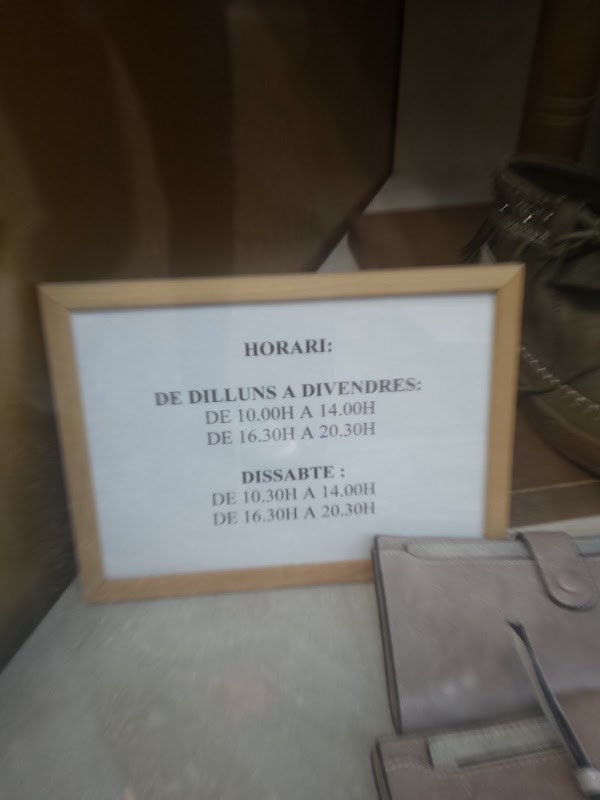 HORARI:
DE DILLUNS A DIVENDRES:
DE 10.00H A 14.00H
DE 16.30H A 20.30H
DISSABTE :
DE 10.30H A 14.00H
DE 16.30H A 20.30H